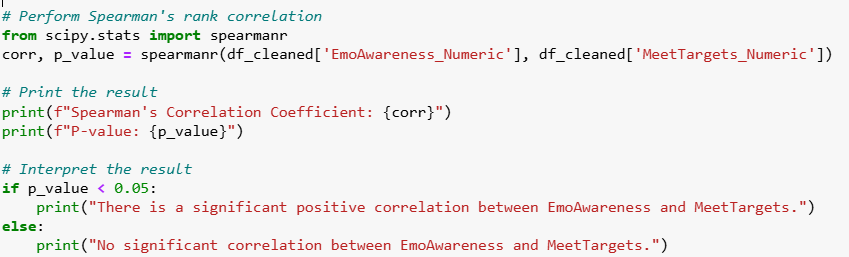 # Perform Spearman's rank correlation
from scipy.stats import spearmanr
corr, p_value = spearmanr(df_cleaned['EmoAwareness_Numeric'], df_cleaned['MeetTargets_Numeric'])

# Print the result
print(f"Spearman's Correlation Coefficient: {corr}")
print(f"P-value: {p_value}")

# Interpret the result
if p_value < 0.05:
    print("There is a significant positive correlation between EmoAwareness and MeetTargets.")
else:
    print("No significant correlation between EmoAwareness and MeetTargets.")